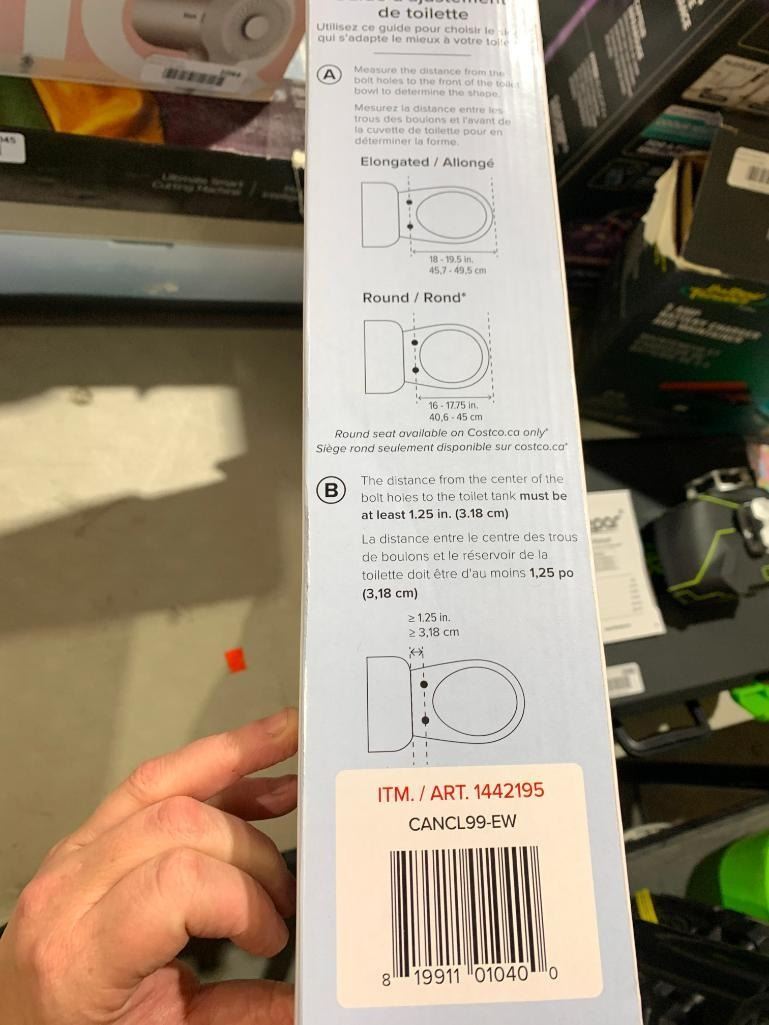 de toilette
Utilisez ce guide pour choisir le
qui s'adapte le mieux à votre
A
Measure the distance from the
bolt holes to the front of the toilet
bowl to determine the shape.
Mesurez la distance entre les
trous des boulons et l'avant de
la cuvette de toilette pour en
déterminer la forme.
Elongated / Allongé
18 - 19.5 in.
45,7 - 49,5 cm
Round / Rond*
16 - 17.75 in.
40,6 - 45 cm
Round seat available on Costco.ca only*
Siège rond seulement disponible sur costco.ca*
B
The distance from the center of the
bolt holes to the toilet tank must be
at least 1.25 in. (3.18 cm)
La distance entre le centre des trous
de boulons et le réservoir de la
toilette doit être d'au moins 1,25 po
(3,18 cm)
≥ 1.25 in.
≥ 3,18 cm
ITM. / ART. 1442195
CANCL99-EW
8 19911 01040 0
Ultimate Smart
Cutting Machine /